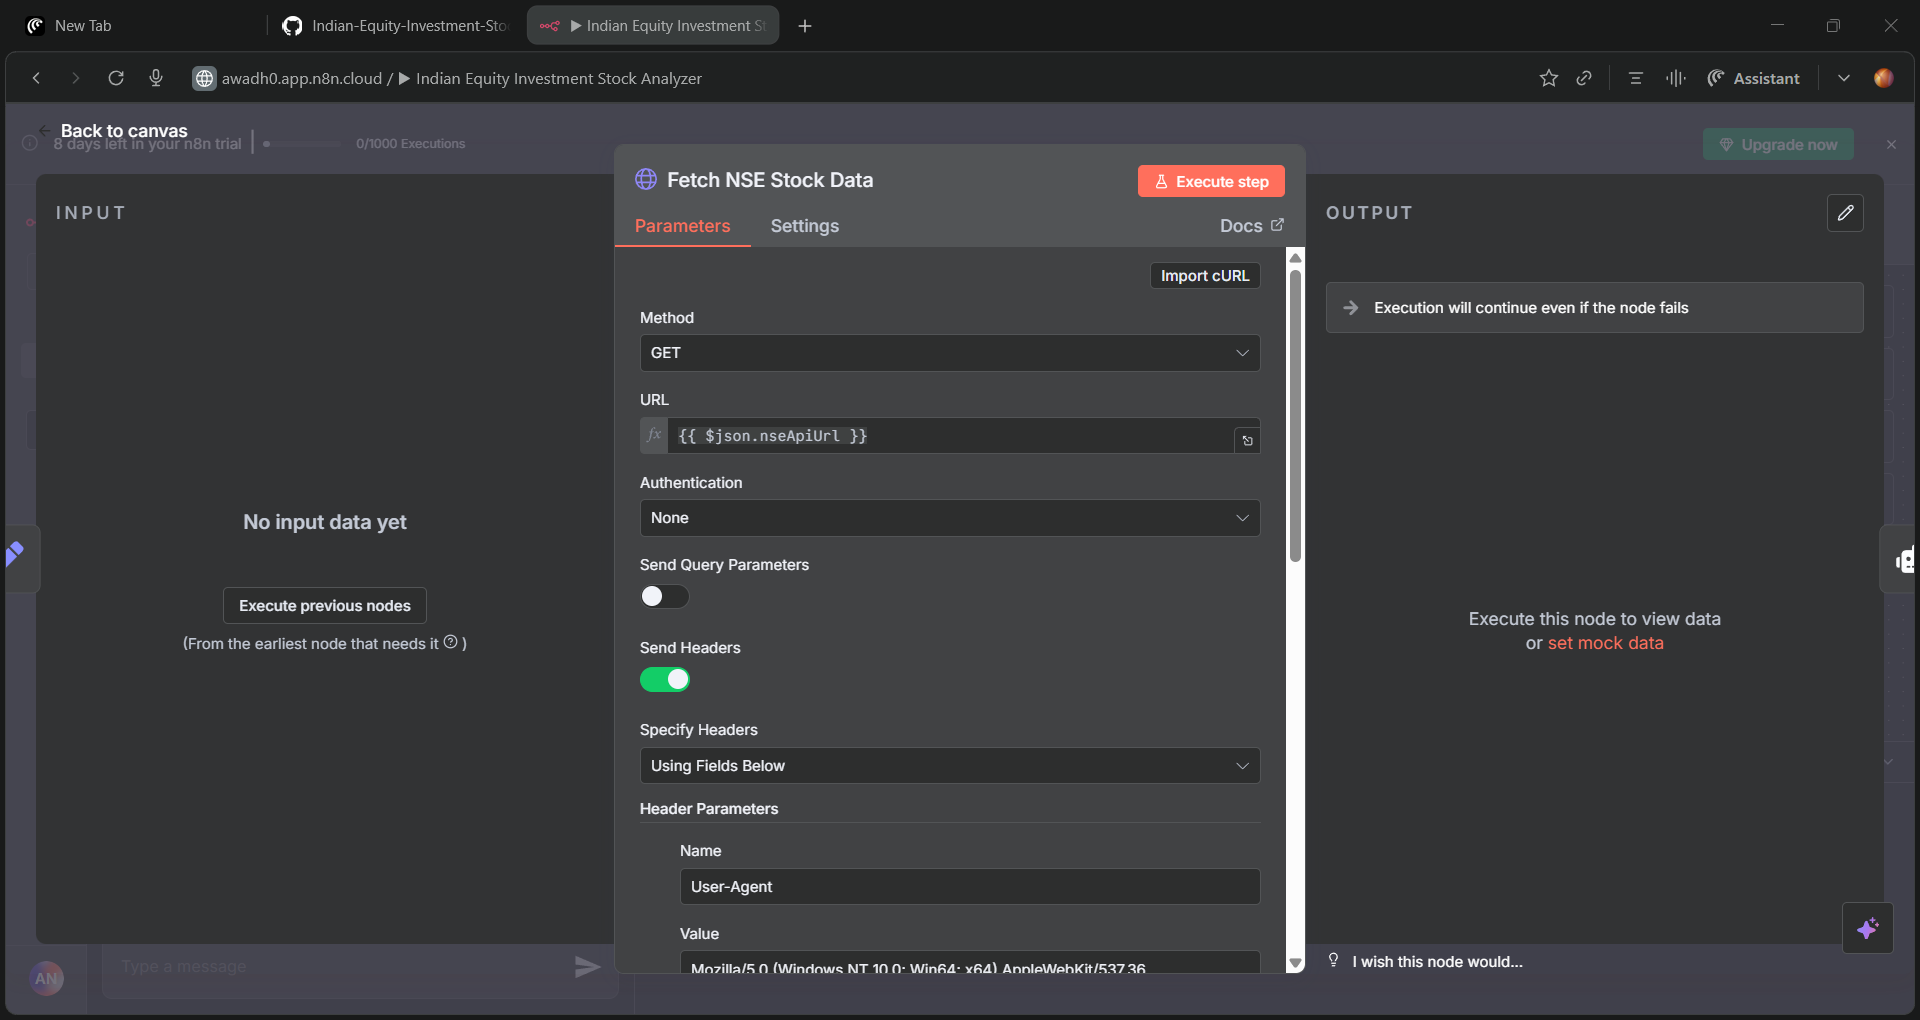 New Tab
Indian-Equity-Investment-Sto
▶ Indian Equity Investment St
awadh0.app.n8n.cloud / ▶ Indian Equity Investment Stock Analyzer
Assistant
Back to canvas
8 days left in your n8n trial
0/1000 Executions
Upgrade now
INPUT
No input data yet
Execute previous nodes
(From the earliest node that needs it ? )
Fetch NSE Stock Data
Execute step
Parameters
Settings
Docs
Import cURL
Method
GET
URL
fx
{{ $json.nseApiUrl }}
Authentication
None
Send Query Parameters
Send Headers
Specify Headers
Using Fields Below
Header Parameters
Name
User-Agent
Value
Mozilla/5.0 (Windows NT 10.0; Win64; x64) AppleWebKit/537.36
OUTPUT
Execution will continue even if the node fails
Execute this node to view data
or set mock data
I wish this node would...
AN
Type a message